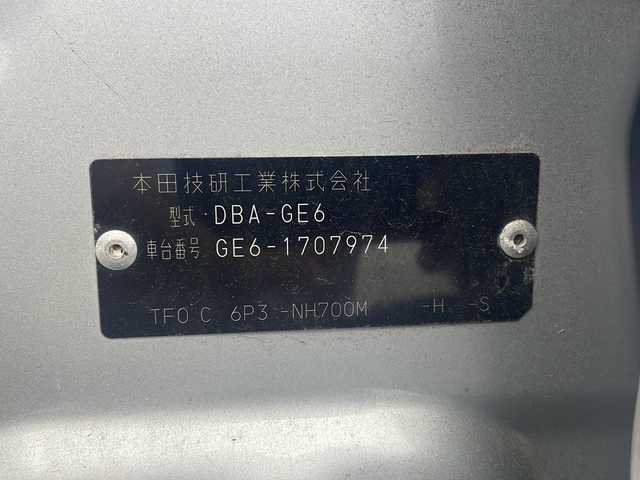 本田技研工業株式会社
型式 DBA-GE6
車台番号 GE6-1707974
TF0 C 6P3 -NH700M -H -S